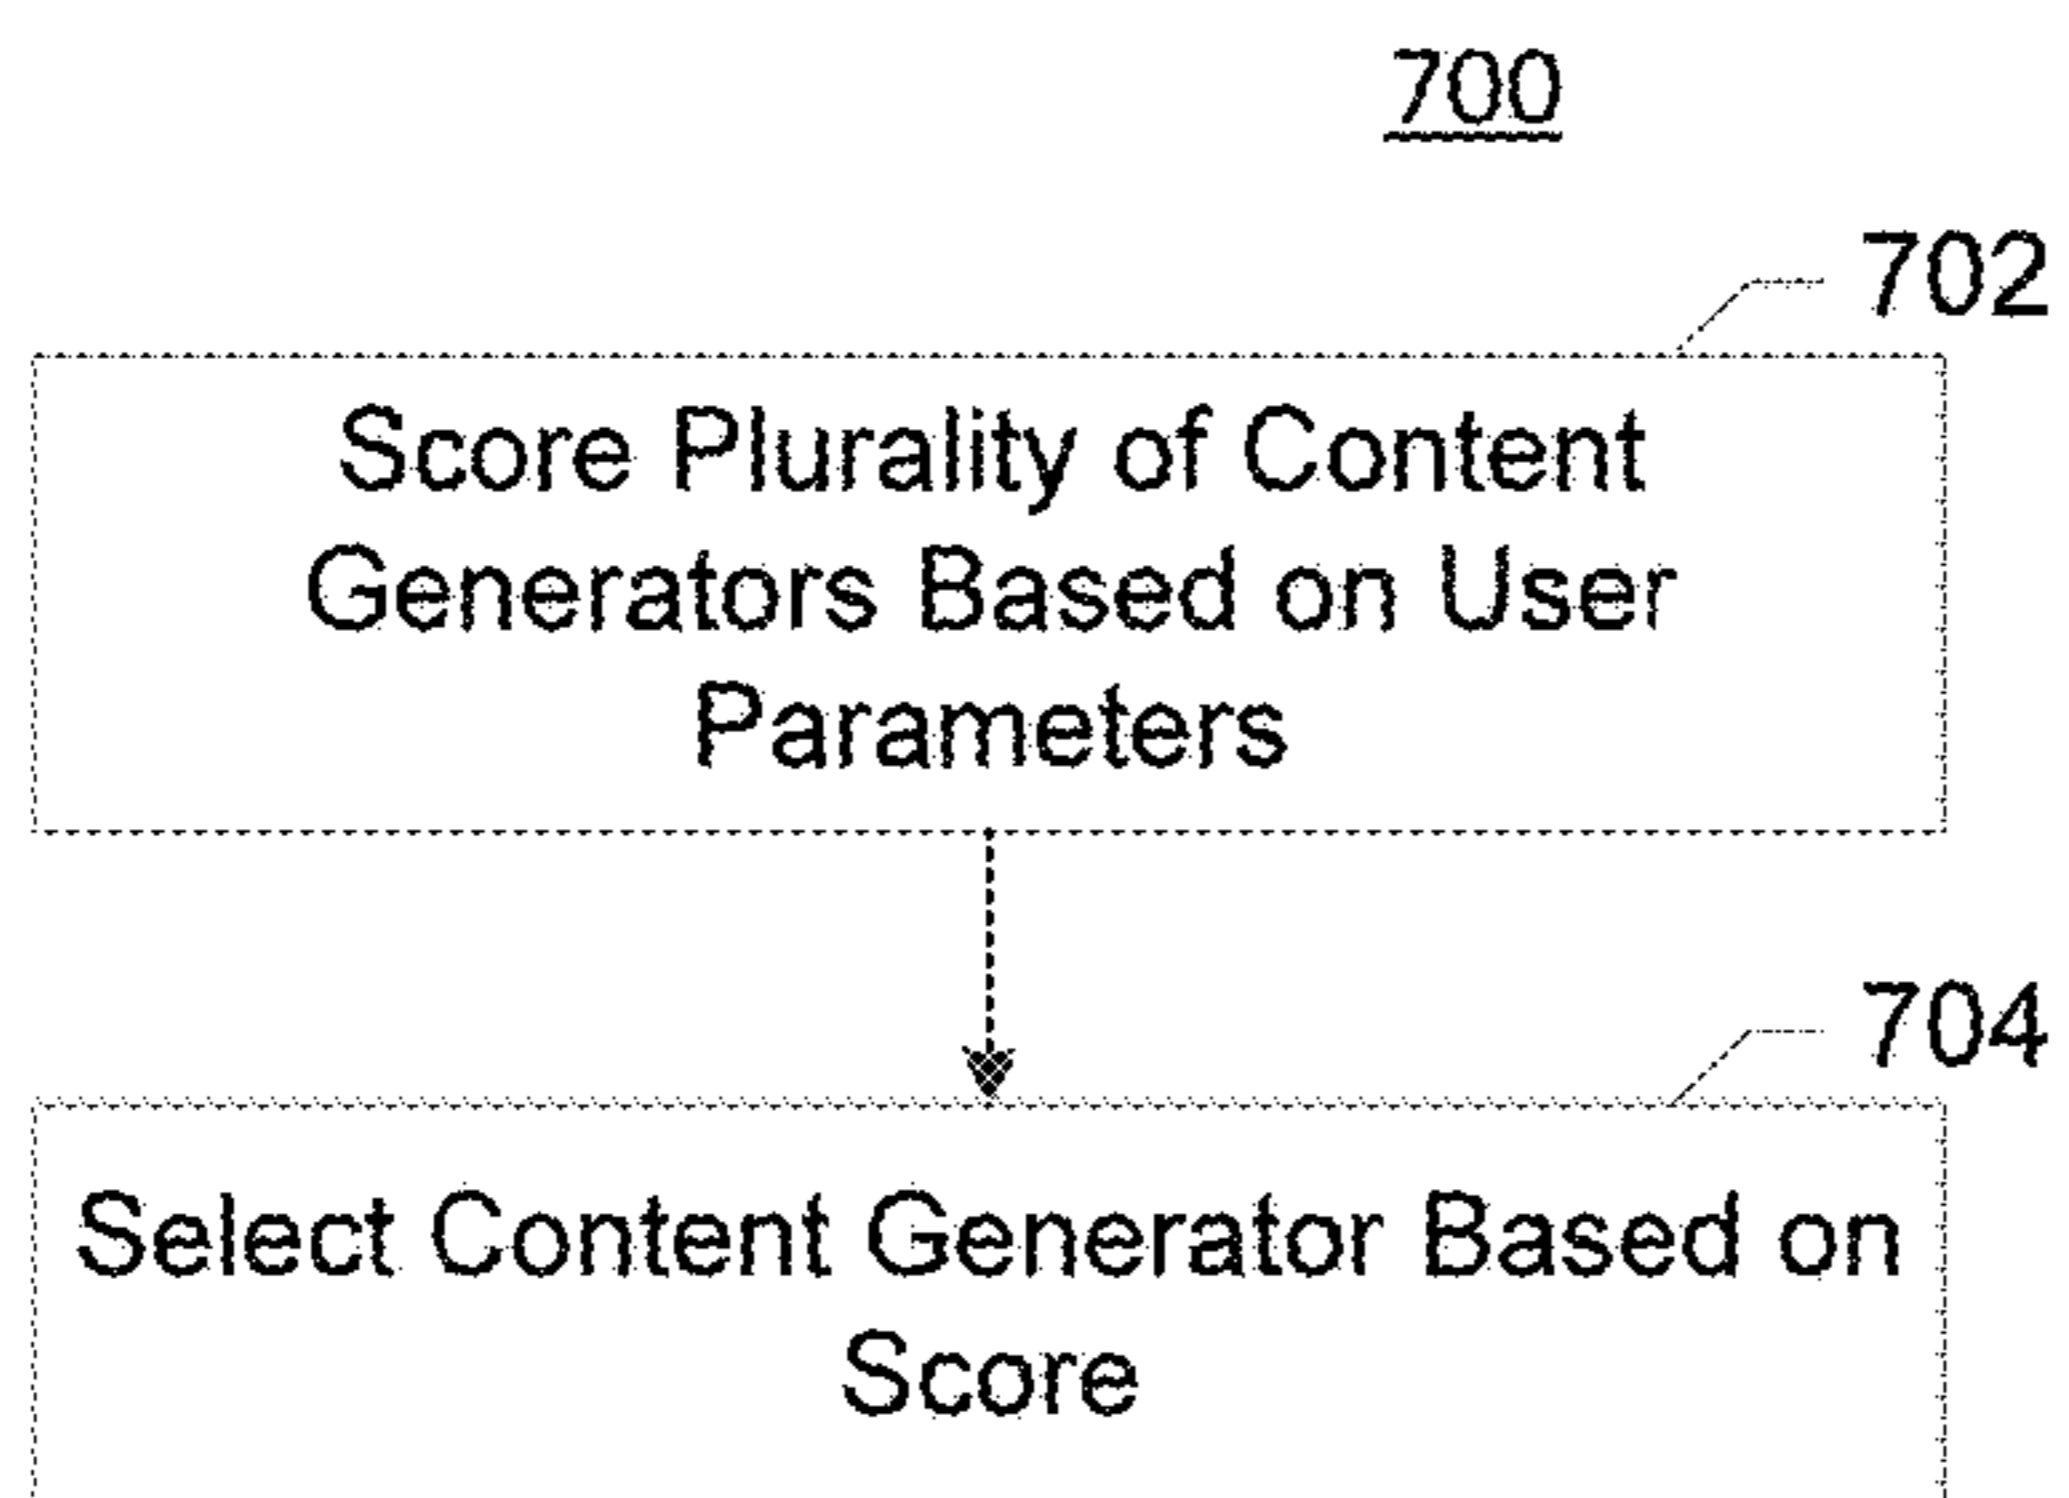 700
702
Score Plurality of Content
Generators Based on User
Parameters
704
Select Content Generator Based on
Score